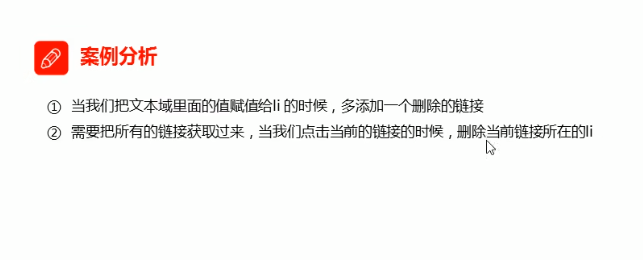 案例分析
① 当我们把文本域里面的值赋值给li 的时候，多添加一个删除的链接
② 需要把所有的链接获取过来，当我们点击当前的链接的时候，删除当前链接所在的li